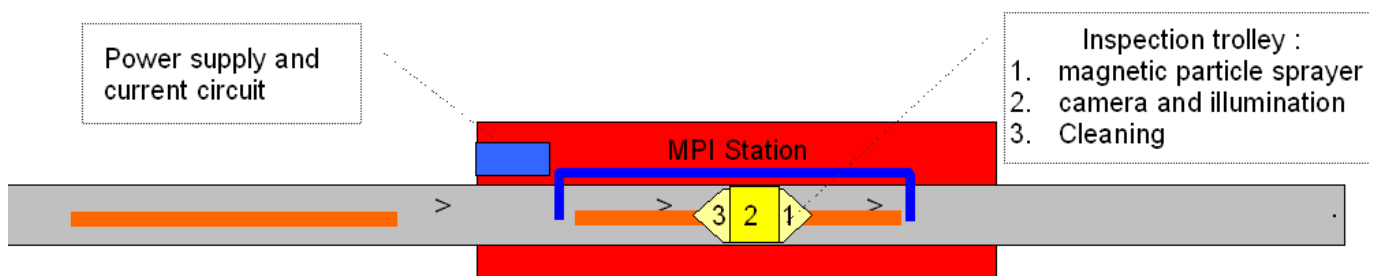 Power supply and
current circuit
Inspection trolley :
1. magnetic particle sprayer
2. camera and illumination
3. Cleaning
MPI Station
> > >
3 2 1